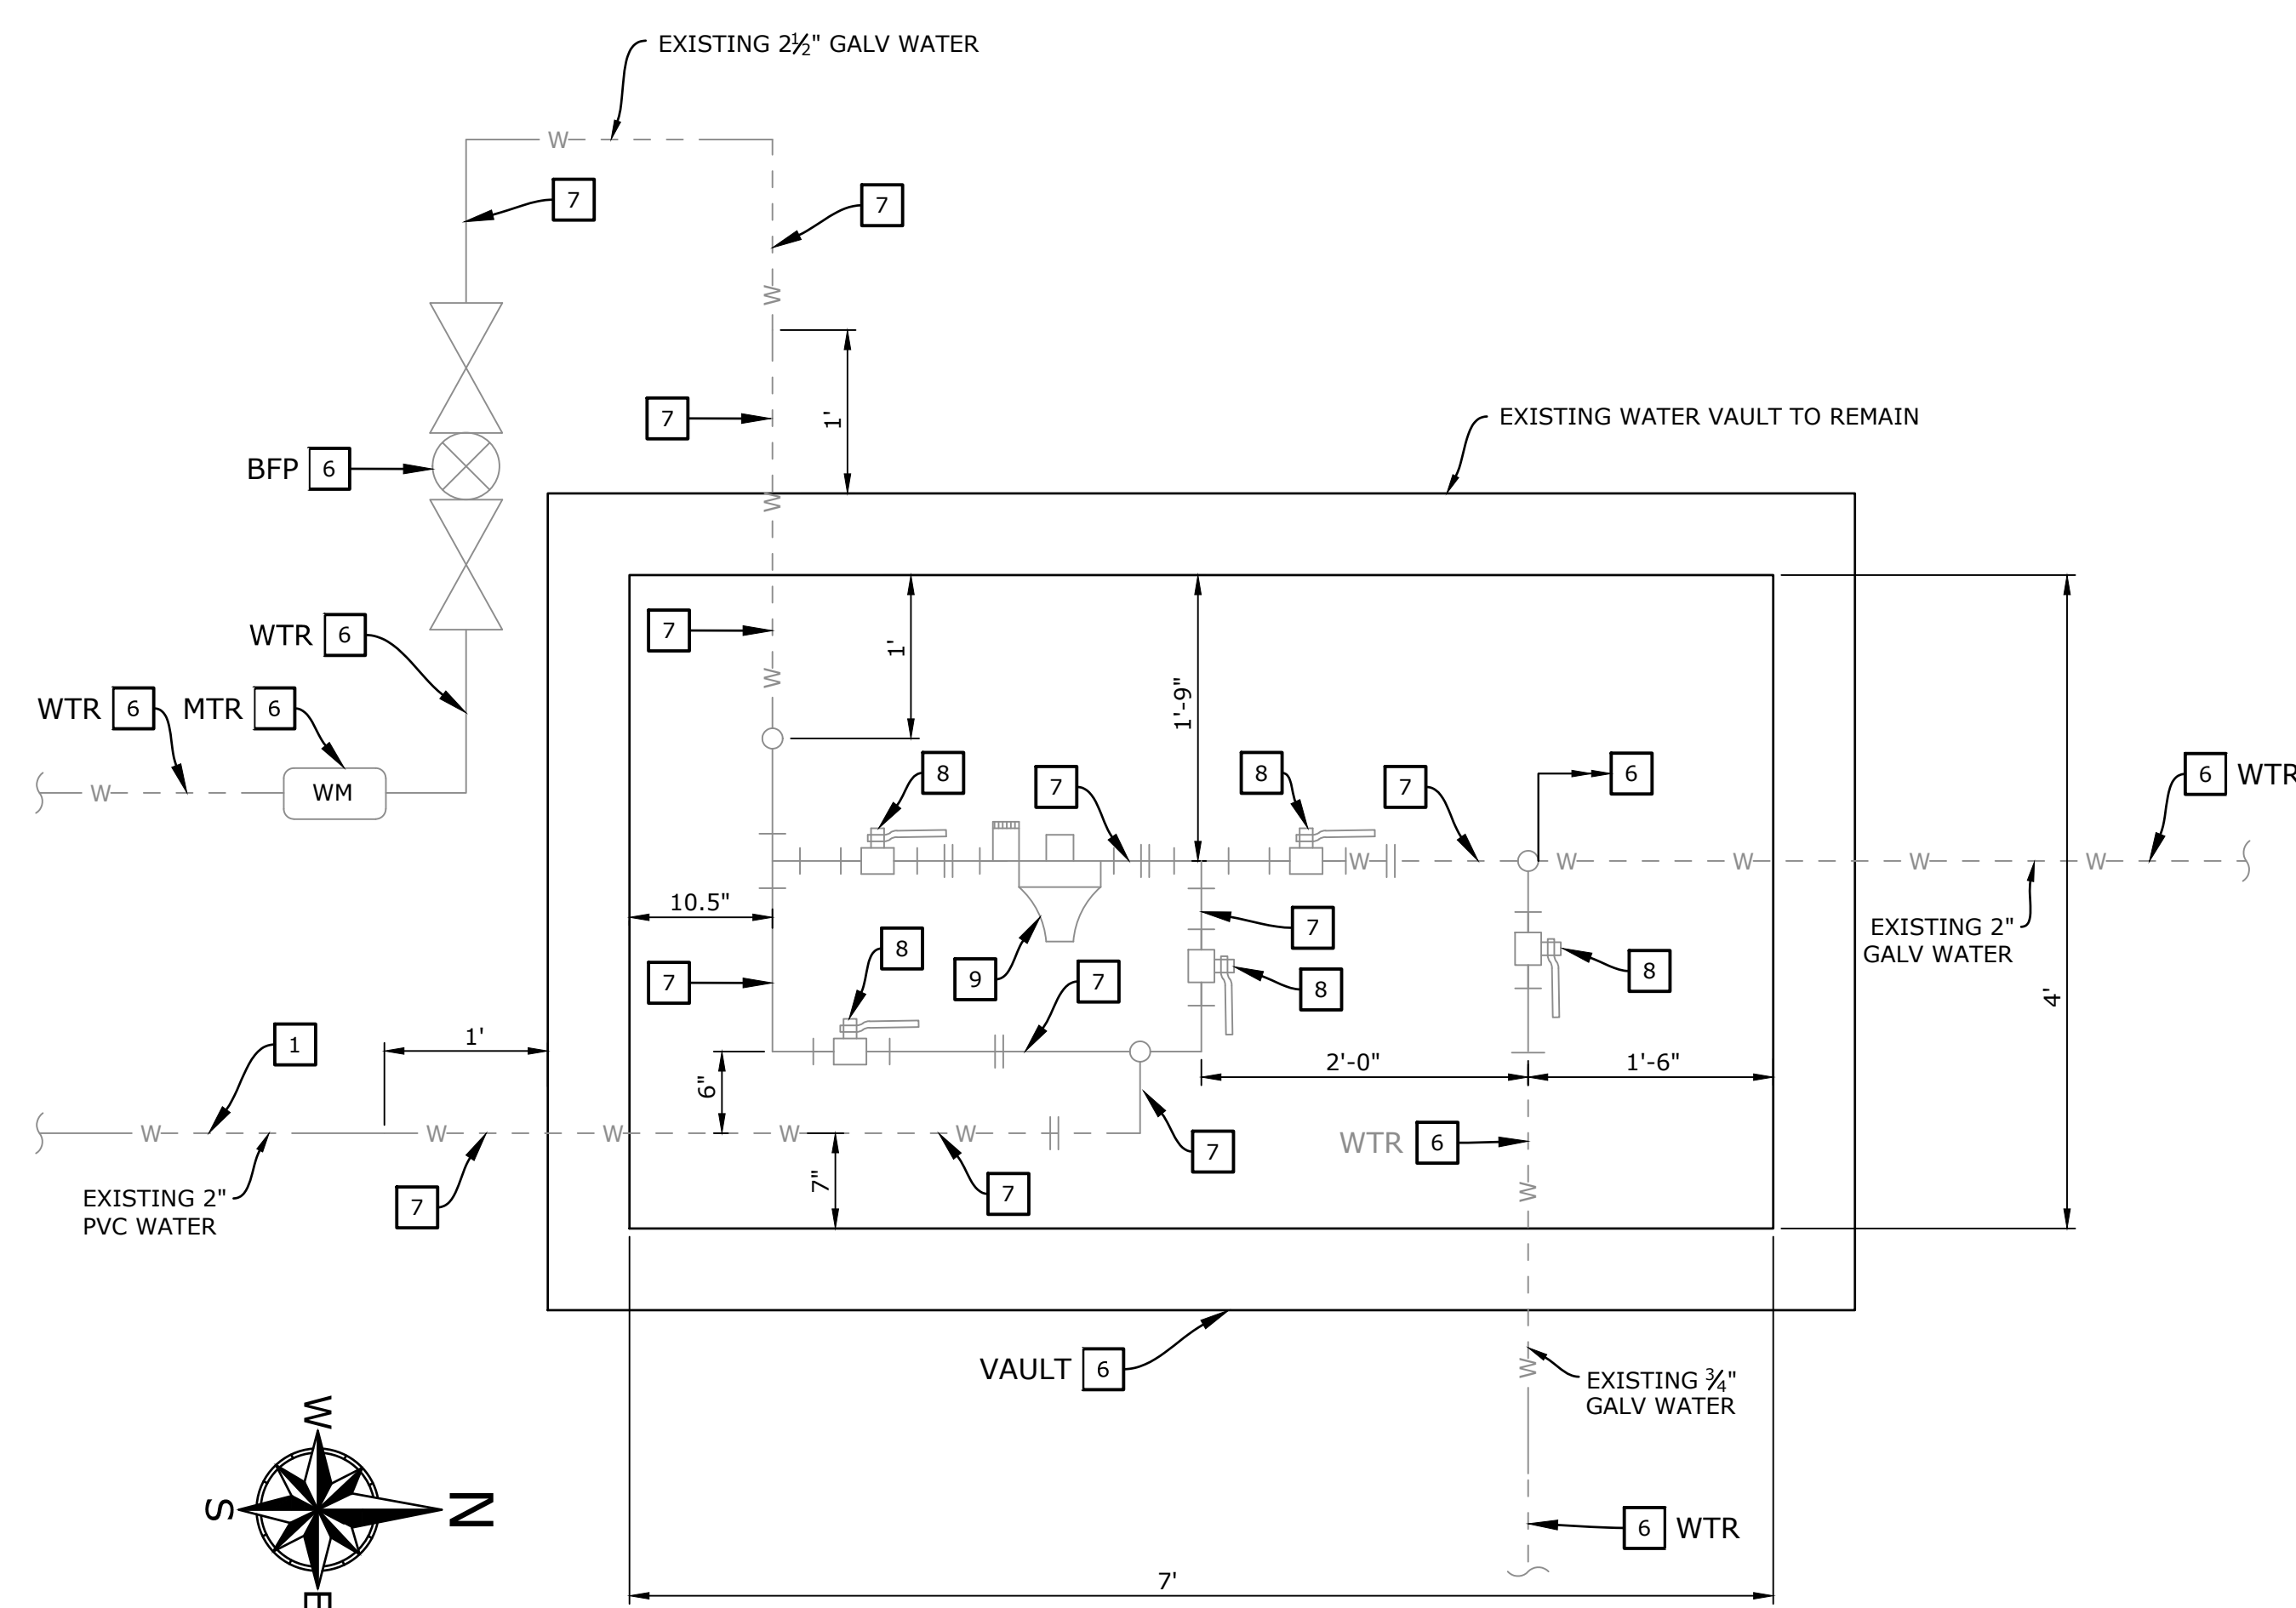 EXISTING 2½" GALV WATER
W
7
7
W
7
1'
EXISTING WATER VAULT TO REMAIN
BFP 6
W
WTR 6
7
1'
1'-9"
W
WTR 6
MTR 6
W
WM
8
7
8
7
6
6 WTR
W
W
W
W
W
10.5"
7
8
9
7
7
8
8
EXISTING 2"
GALV WATER
4'
1
1'
6"
2'-0"
1'-6"
W
W
W
W
W
WTR 6
7
EXISTING 2"
PVC WATER
7
7"
7
W
VAULT 6
W
EXISTING ¾"
GALV WATER
W
S
N
E
6 WTR
7'